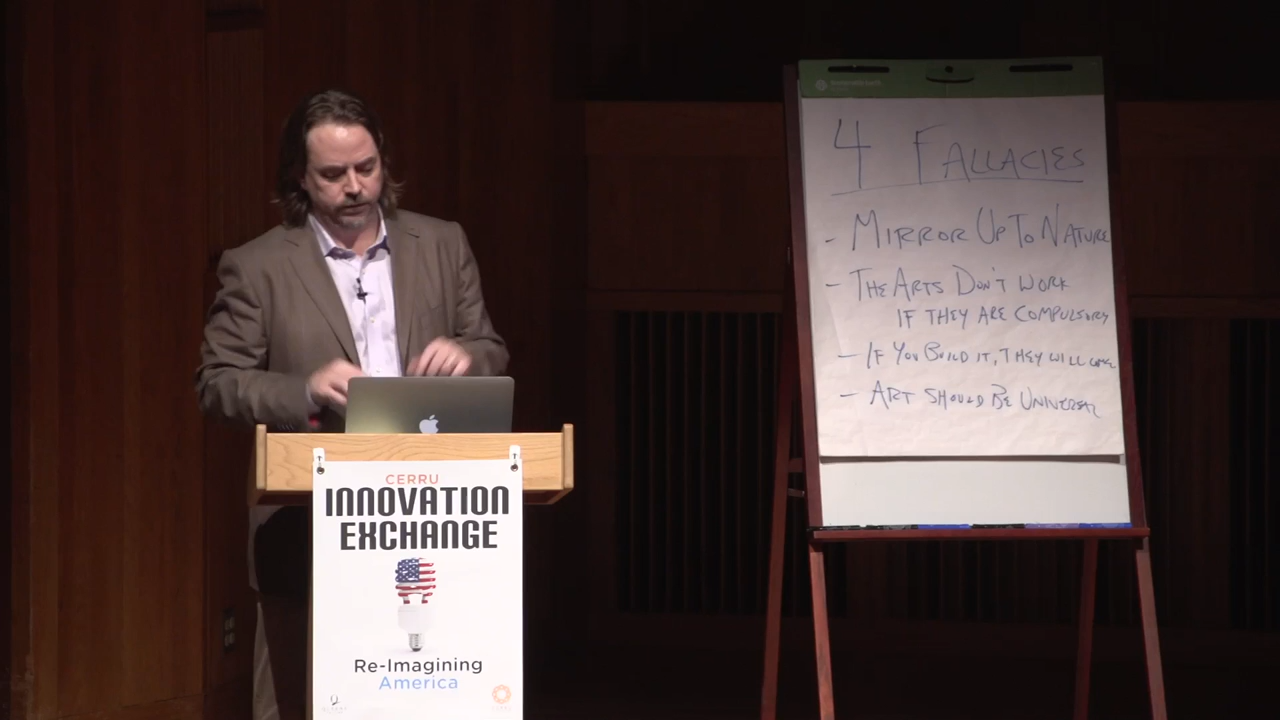 4 FALLACIES
- MIRROR UP TO NATURE
- THE ARTS DON'T WORK
IF THEY ARE COMPULSORY
- IF YOU BUILD IT, THEY WILL COME
- ART SHOULD BE UNIVERSAL
CERRU
INNOVATION
EXCHANGE
Re-Imagining
America